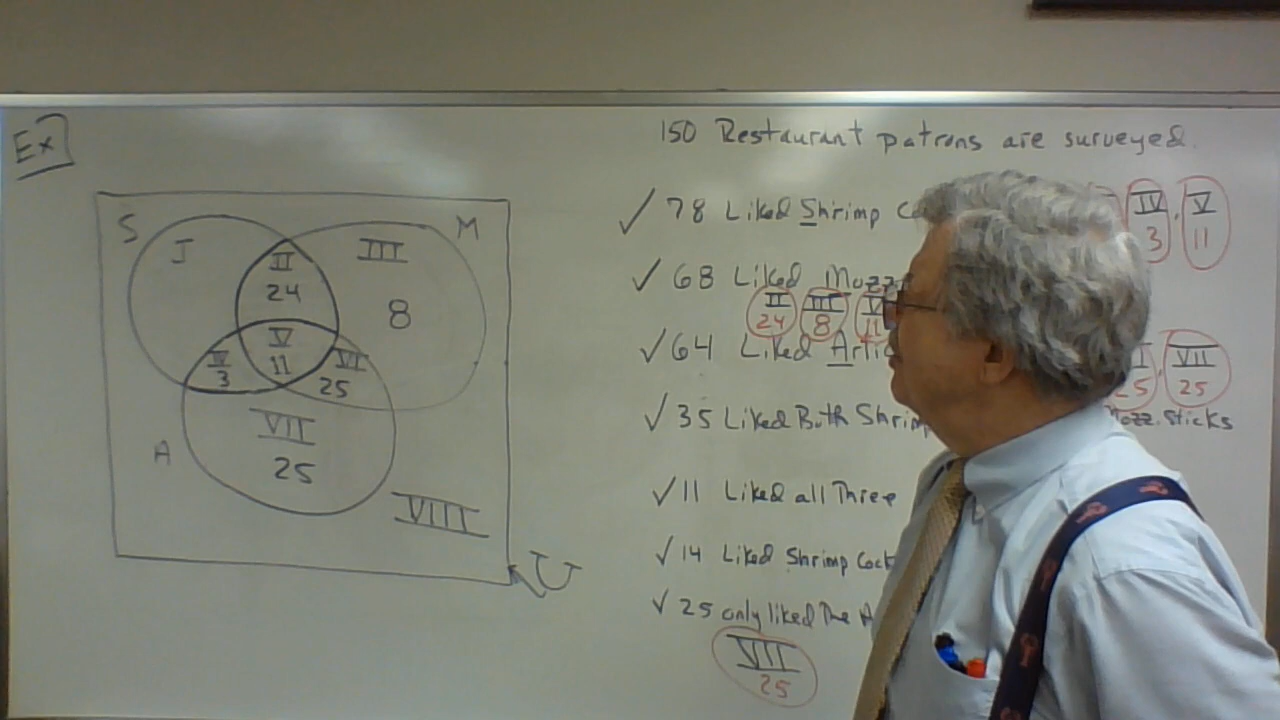 Ex
150 Restaurant patrons are surveyed.
✓ 78 Liked Shrimp
IV V
3 11
✓ 68 Liked
II III V
24 8 11
✓ 64 Liked
VII
25
✓ 35 Liked Both
Mozz. Sticks
✓ 11 Liked all Three
✓ 14 Liked Shrimp
✓ 25 only liked The
VII
25
S M
I II III
24 8
IV V VI
3 11 25
A VII
25
VIII
U